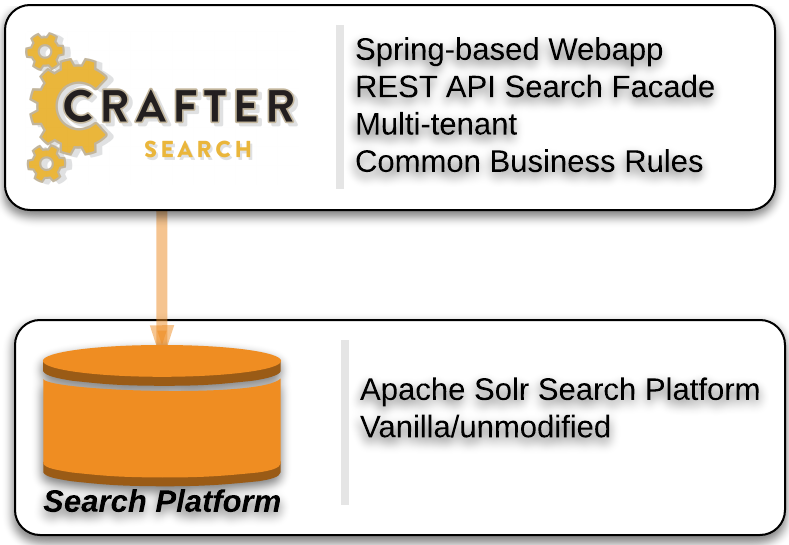 CRAFTER
SEARCH
Spring-based Webapp
REST API Search Facade
Multi-tenant
Common Business Rules
Search Platform
Apache Solr Search Platform
Vanilla/unmodified